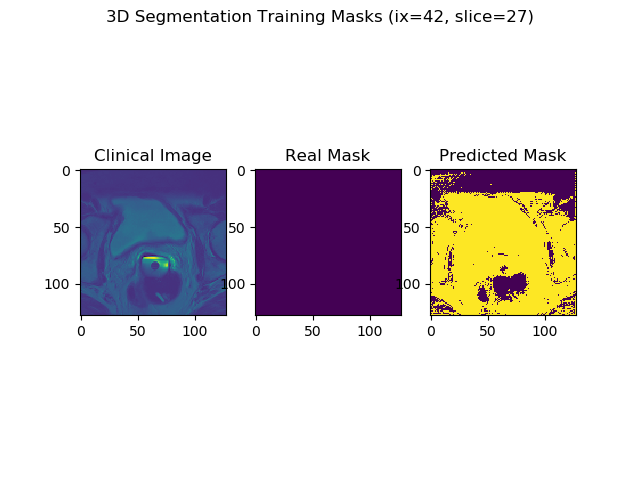 3D Segmentation Training Masks (ix=42, slice=27)
Clinical Image Real Mask Predicted Mask
0 0 0
50 50 50
100 100 100
0 50 100 0 50 100 0 50 100